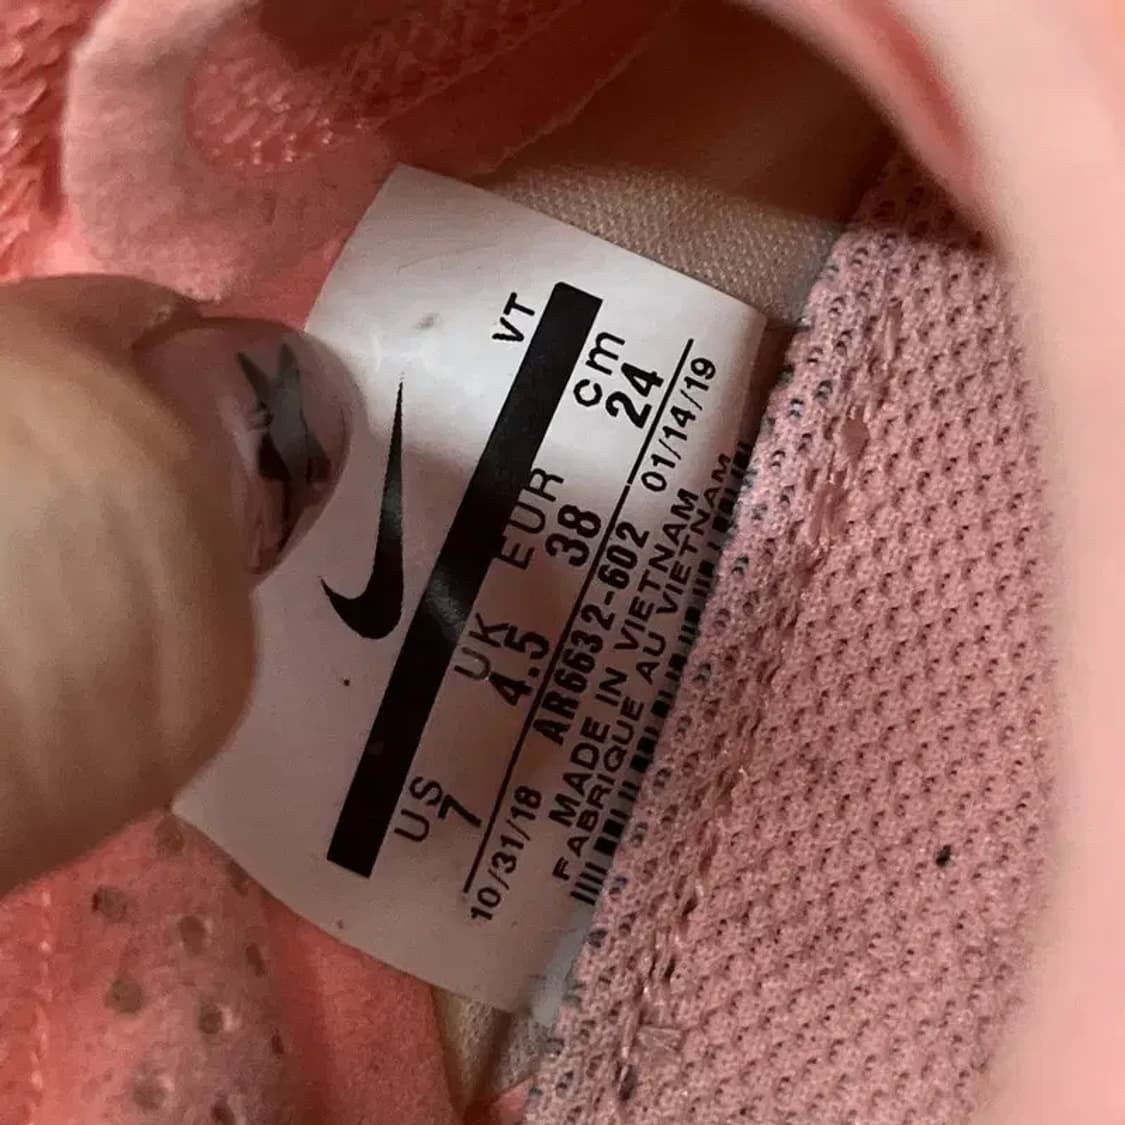 VT
US UK EUR cm
7 4.5 38 24
10/31/18 AR6632-602 01/14/19
MADE IN VIETNAM
FABRIQUE AU VIETNAM